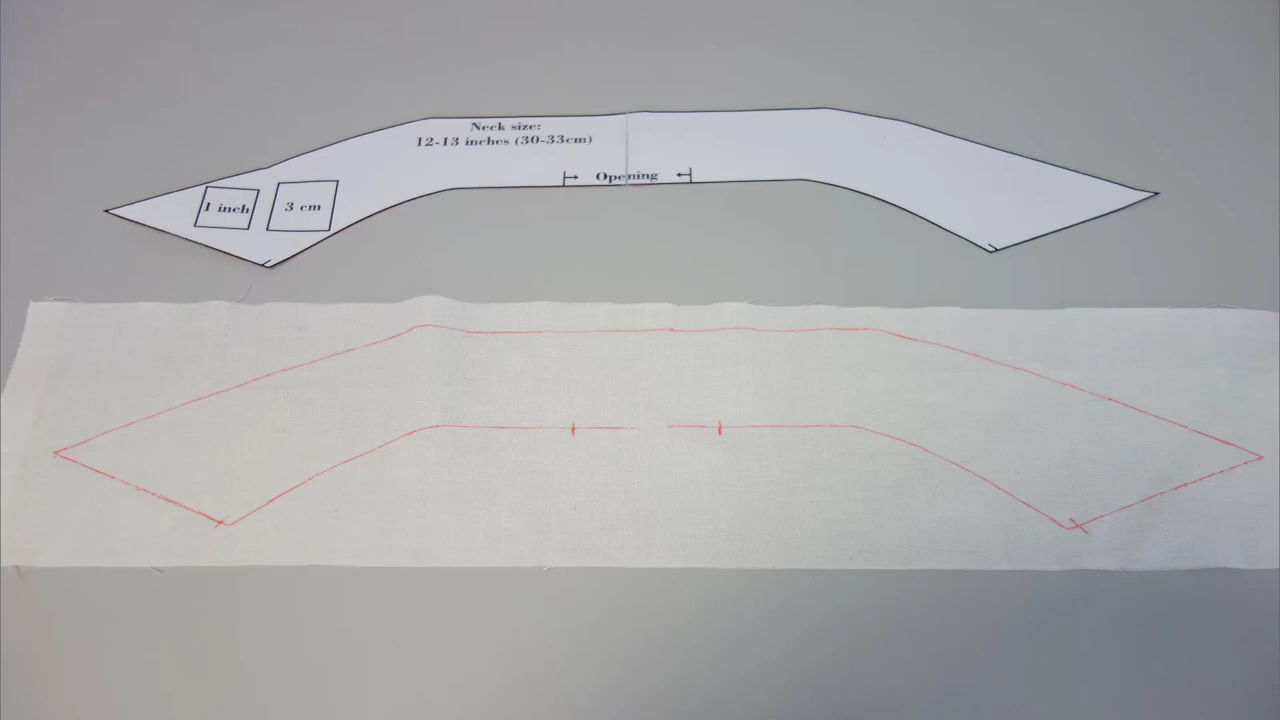 Neck size:
12-13 inches (30-33cm)
Opening
1 inch
3 cm